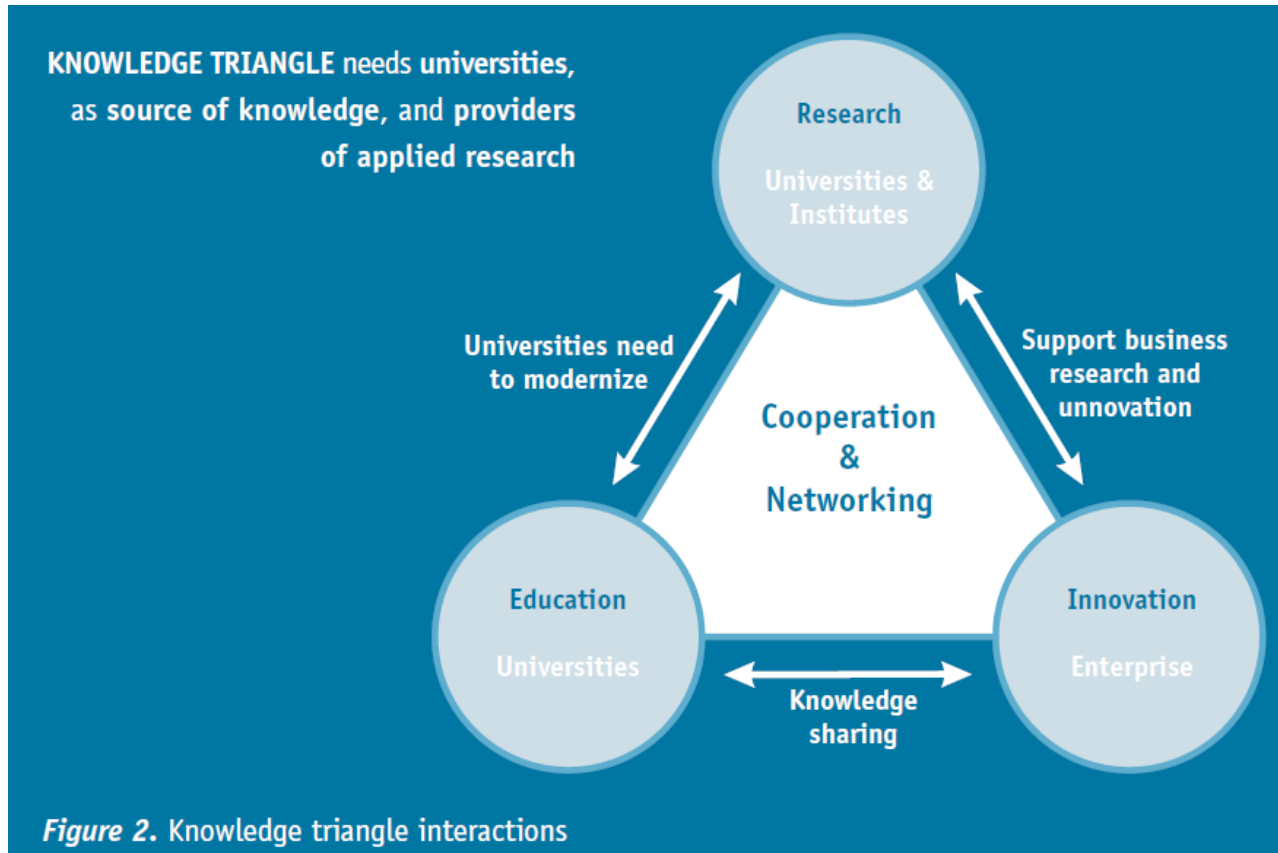 KNOWLEDGE TRIANGLE needs universities,
as source of knowledge, and providers
of applied research
Research
Universities &
Institutes
Universities need
to modernize
Support business
research and
unnovation
Cooperation
&
Networking
Education
Universities
Innovation
Enterprise
Knowledge
sharing
Figure 2. Knowledge triangle interactions